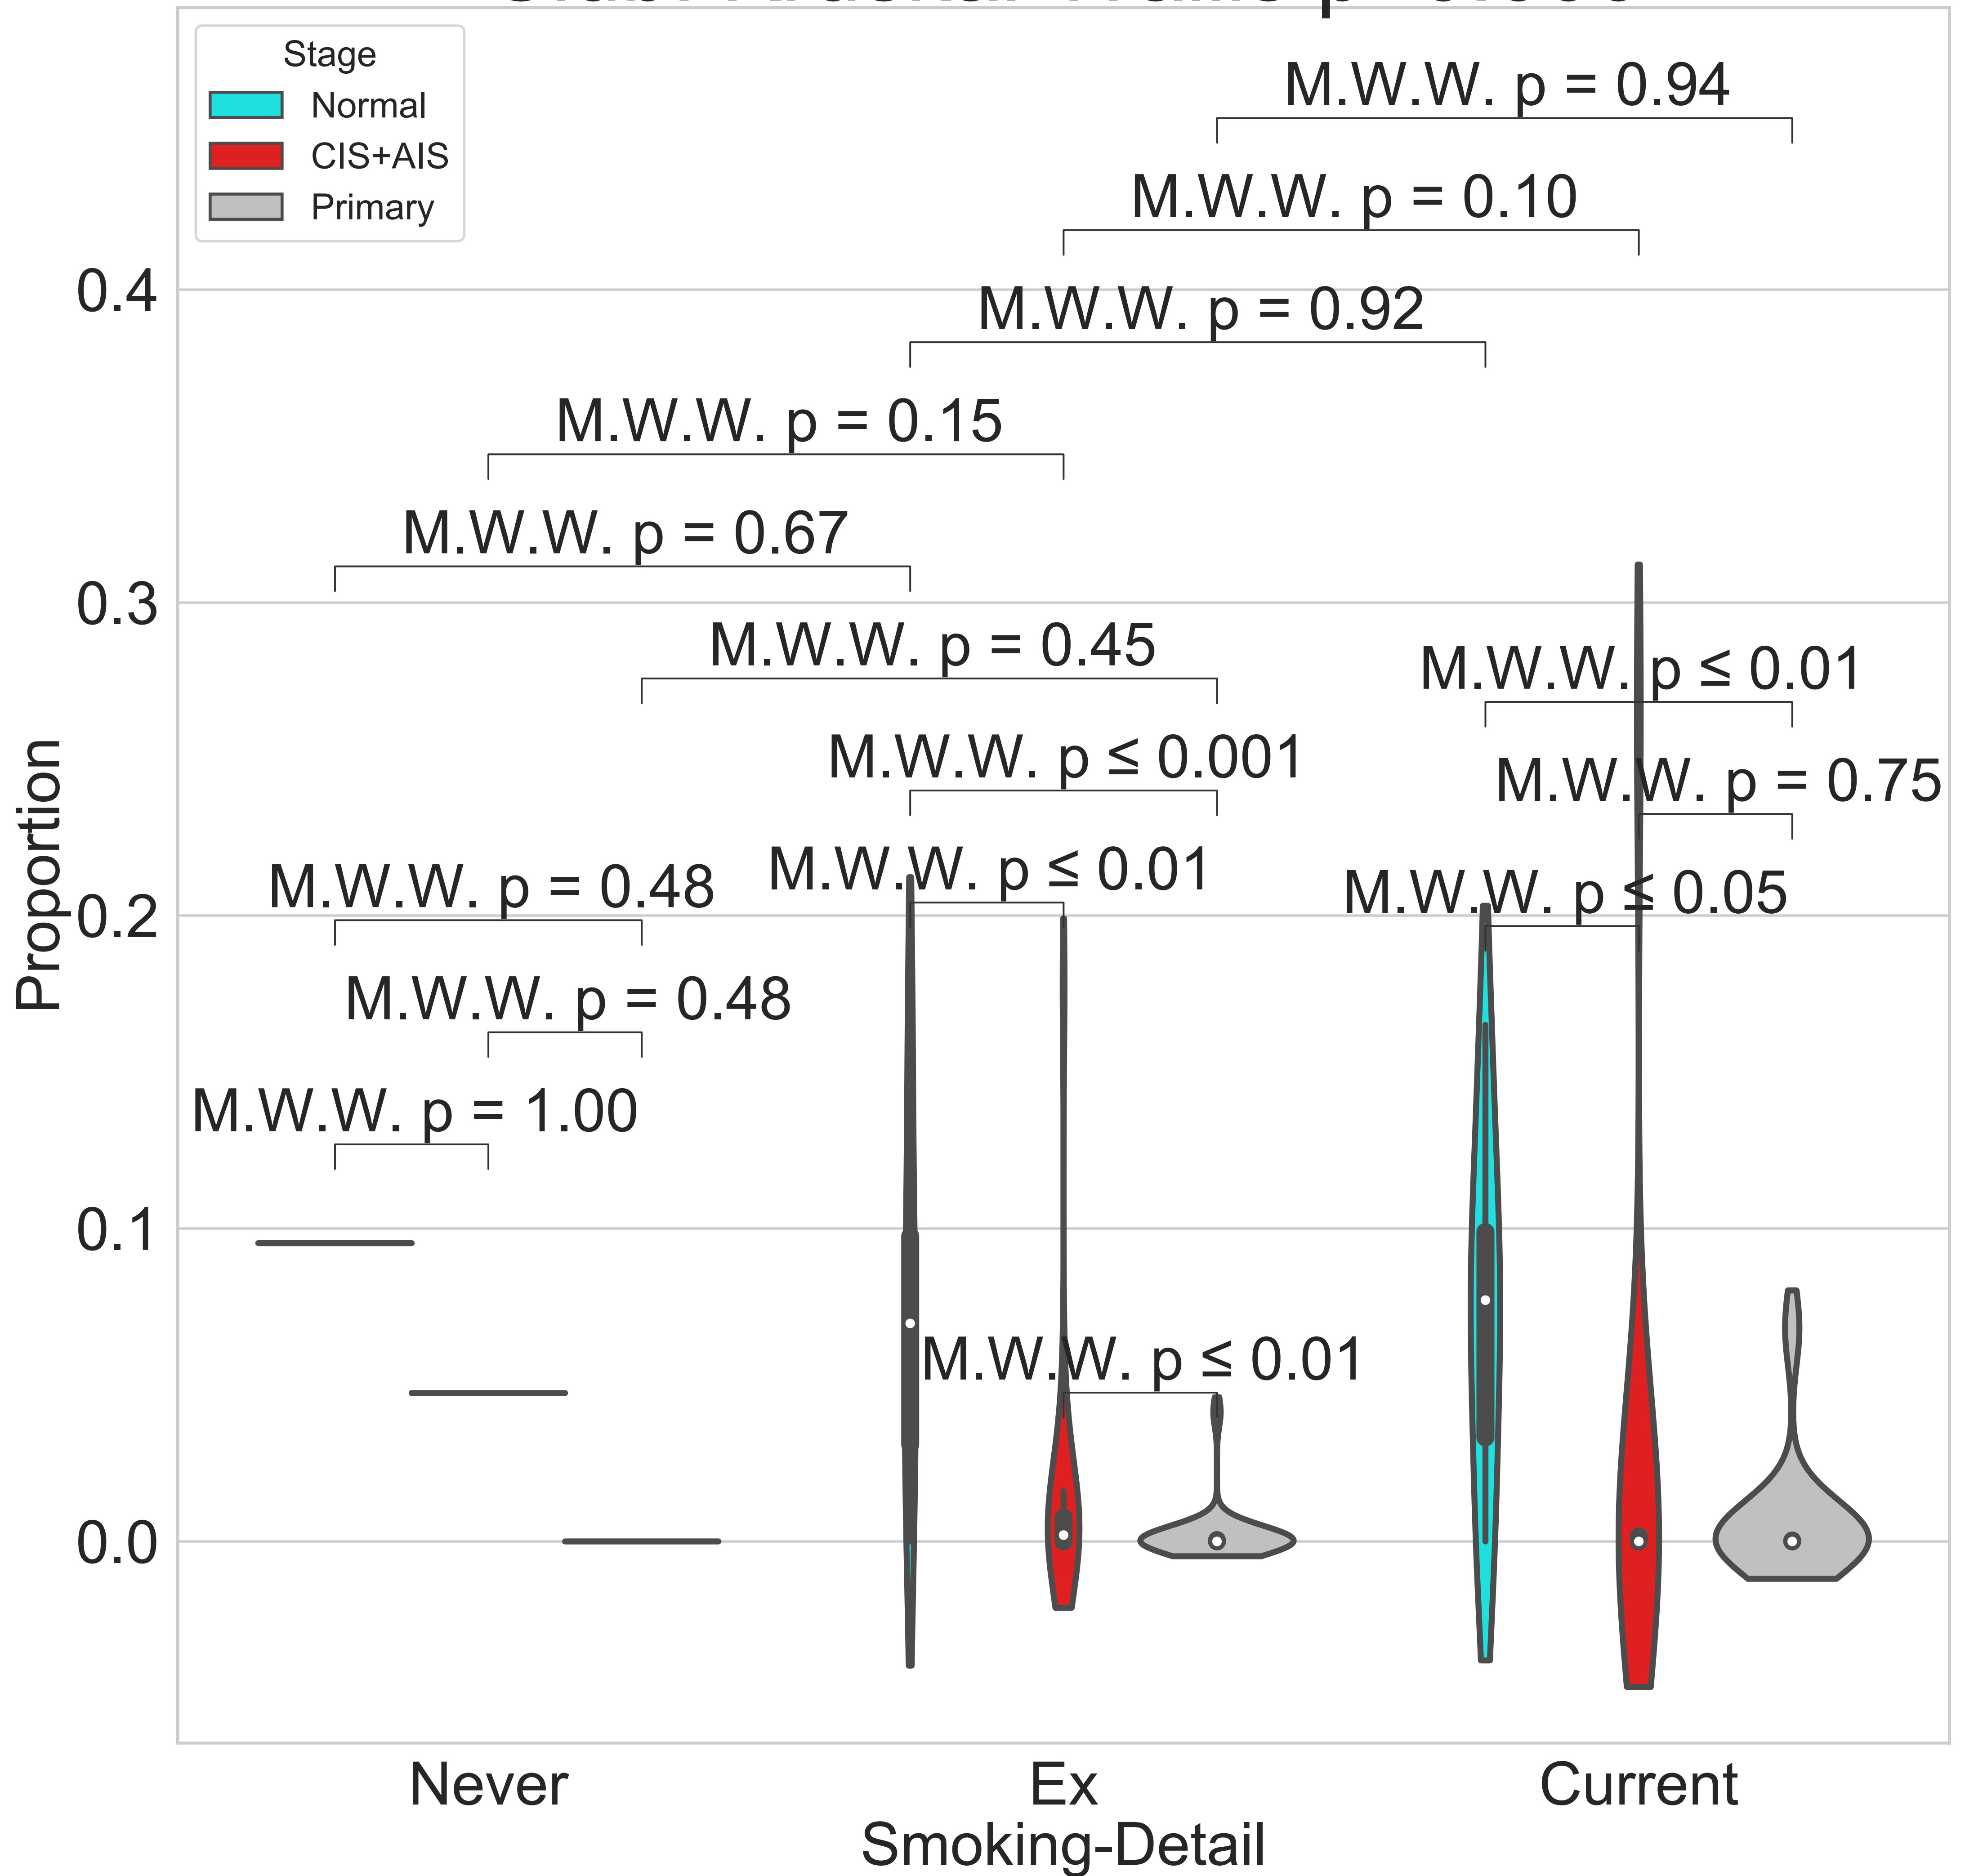 Stage
Normal
CIS+AIS
Primary
M.W.W. p = 0.94
M.W.W. p = 0.10
0.4
M.W.W. p = 0.92
M.W.W. p = 0.15
M.W.W. p = 0.67
0.3
M.W.W. p = 0.45
M.W.W. p ≤ 0.01
M.W.W. p ≤ 0.001
M.W.W. p = 0.75
M.W.W. p = 0.48
M.W.W. p ≤ 0.01
M.W.W. p ≤ 0.05
0.2
Proportion
M.W.W. p = 0.48
M.W.W. p = 1.00
0.1
M.W.W. p ≤ 0.01
0.0
Never
Ex
Current
Smoking-Detail